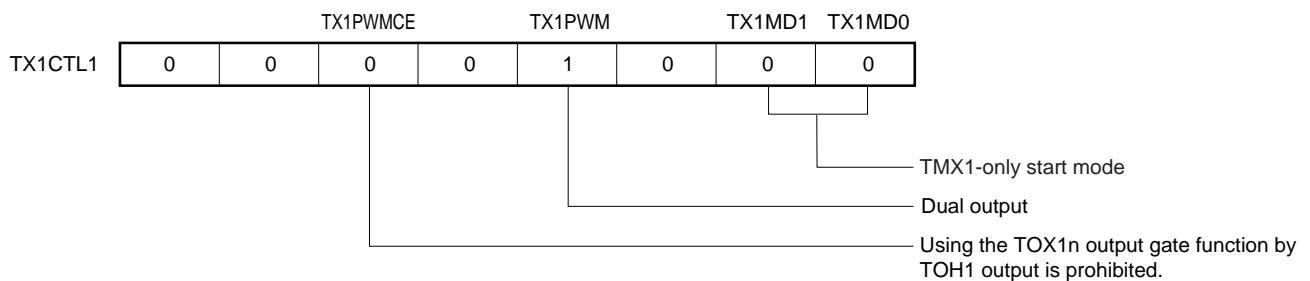 TX1PWMCE TX1PWM TX1MD1 TX1MD0
TX1CTL1 0 0 0 0 1 0 0 0
TMX1-only start mode
Dual output
Using the TOX1n output gate function by
TOH1 output is prohibited.